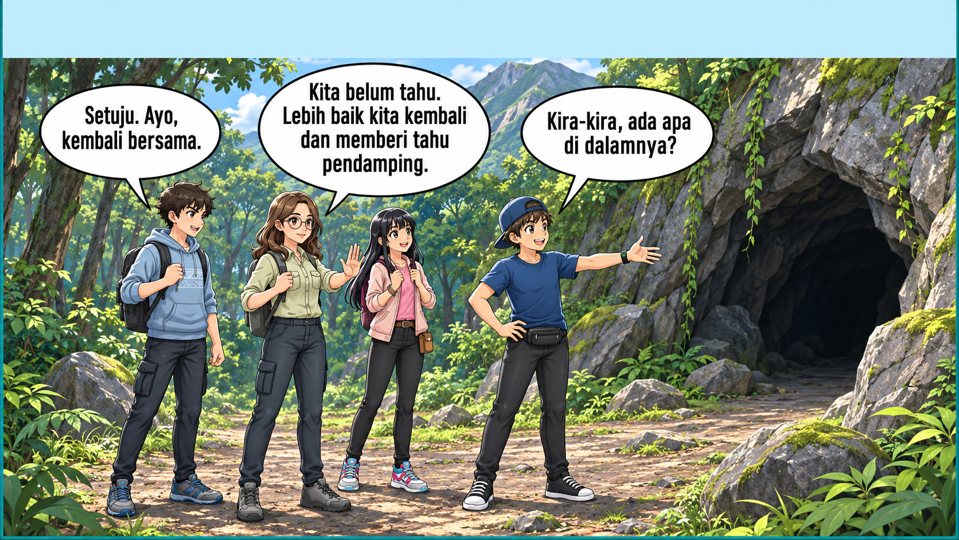 Setuju. Ayo,
kembali bersama.
Kita belum tahu.
Lebih baik kita kembali
dan memberi tahu
pendamping.
Kira-kira, ada apa
di dalamnya?